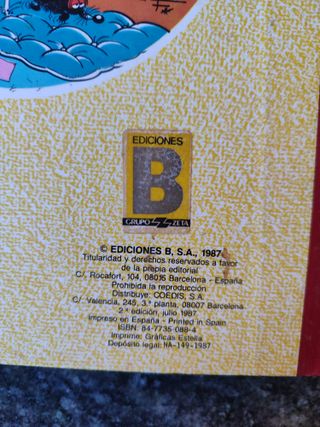 EDICIONES
B
GRUPO ZETA
© EDICIONES B, S.A., 1987
Titularidad y derechos reservados a favor
de la propia editorial
C/. Rocafort, 104, 08015 Barcelona - España
Prohibida la reproducción
Distribuye: COEDIS, S.A.
C/. Valencia, 245, 3.ª planta, 08007 Barcelona
2.ª edición, julio 1987
Impreso en España - Printed in Spain
ISBN: 84-7735-088-4
Imprime: Gráficas Estella
Depósito legal: NA-149-1987